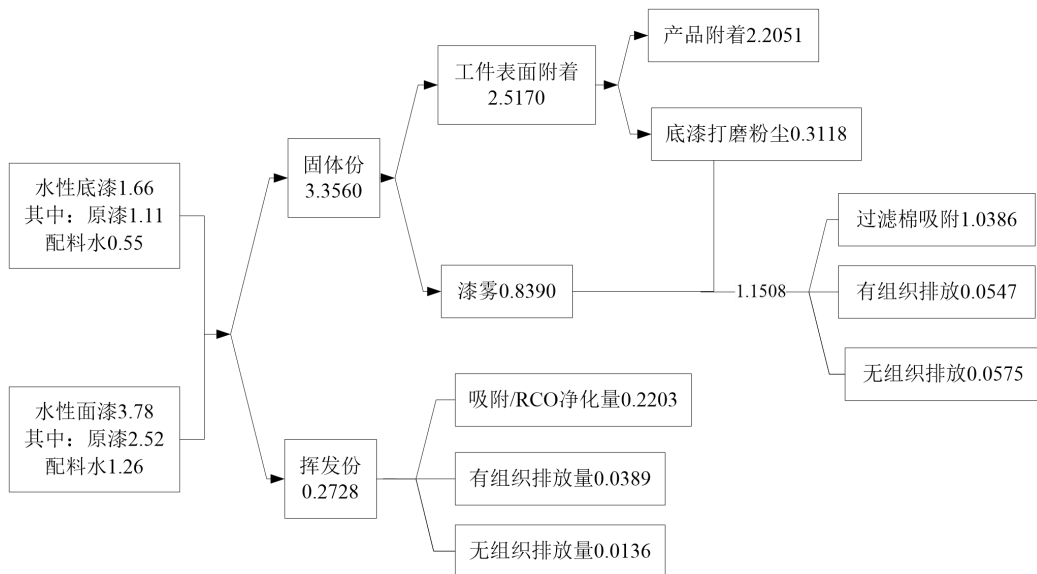 水性底漆1.66
其中：原漆1.11
配料水0.55
水性面漆3.78
其中：原漆2.52
配料水1.26
固体份
3.3560
挥发份
0.2728
工件表面附着
2.5170
漆雾0.8390
产品附着2.2051
底漆打磨粉尘0.3118
1.1508
过滤棉吸附1.0386
有组织排放0.0547
无组织排放0.0575
吸附/RCO净化量0.2203
有组织排放量0.0389
无组织排放量0.0136